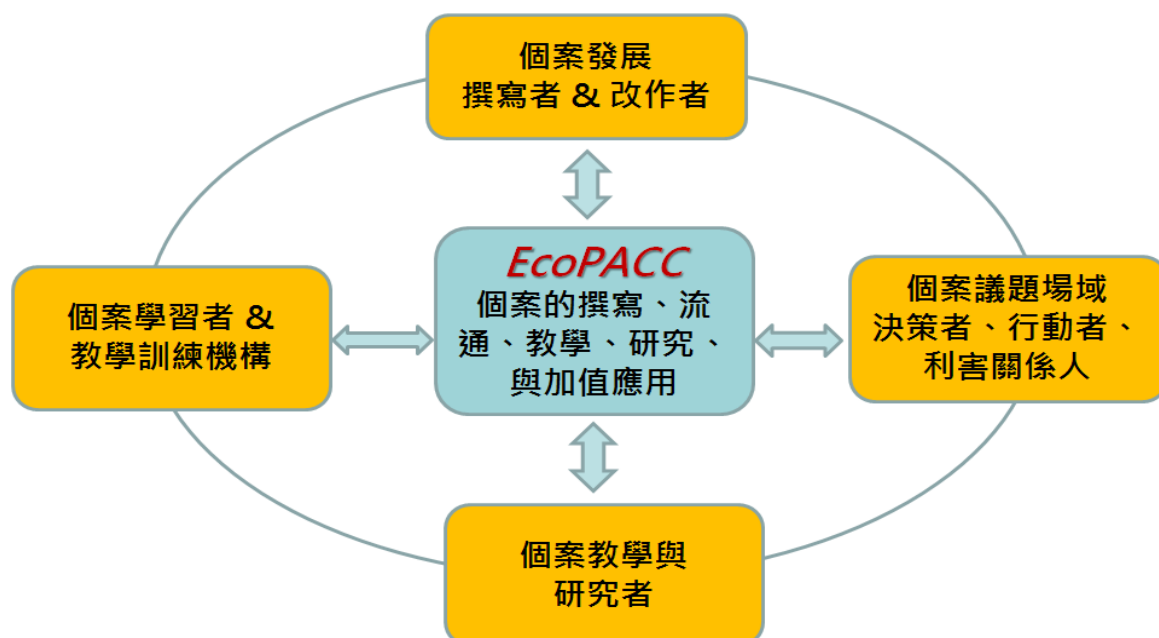 個案發展
撰寫者 & 改作者
EcoPACC
個案的撰寫、流
通、教學、研究、
與加值應用
個案學習者 &
教學訓練機構
個案議題場域
決策者、行動者、
利害關係人
個案教學與
研究者